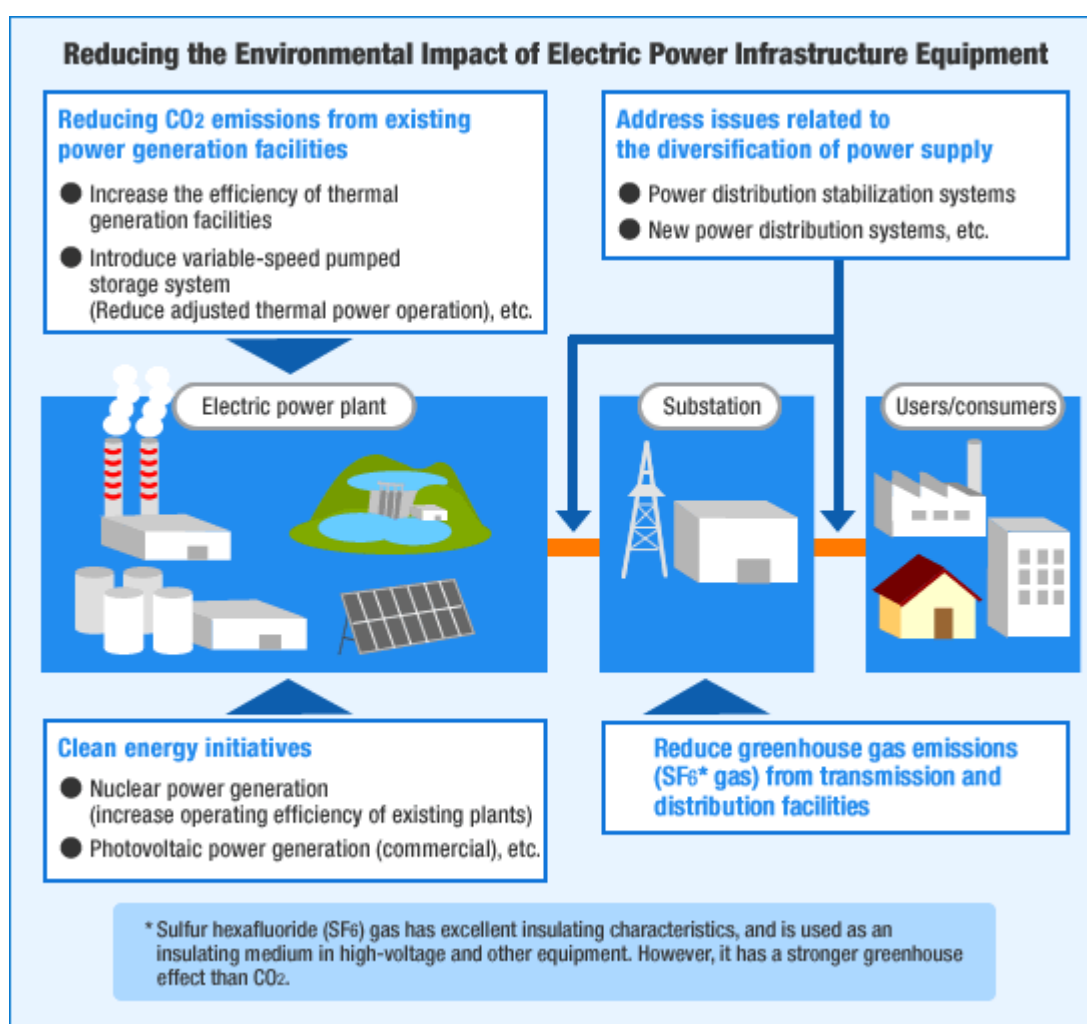 Reducing the Environmental Impact of Electric Power Infrastructure Equipment
Reducing CO2 emissions from existing
power generation facilities
● Increase the efficiency of thermal
generation facilities
● Introduce variable-speed pumped
storage system
(Reduce adjusted thermal power operation), etc.
Address issues related to
the diversification of power supply
● Power distribution stabilization systems
● New power distribution systems, etc.
Electric power plant
Substation
Users/consumers
Clean energy initiatives
● Nuclear power generation
(increase operating efficiency of existing plants)
● Photovoltaic power generation (commercial), etc.
Reduce greenhouse gas emissions
(SF6* gas) from transmission and
distribution facilities
* Sulfur hexafluoride (SF6) gas has excellent insulating characteristics, and is used as an
insulating medium in high-voltage and other equipment. However, it has a stronger greenhouse
effect than CO2.